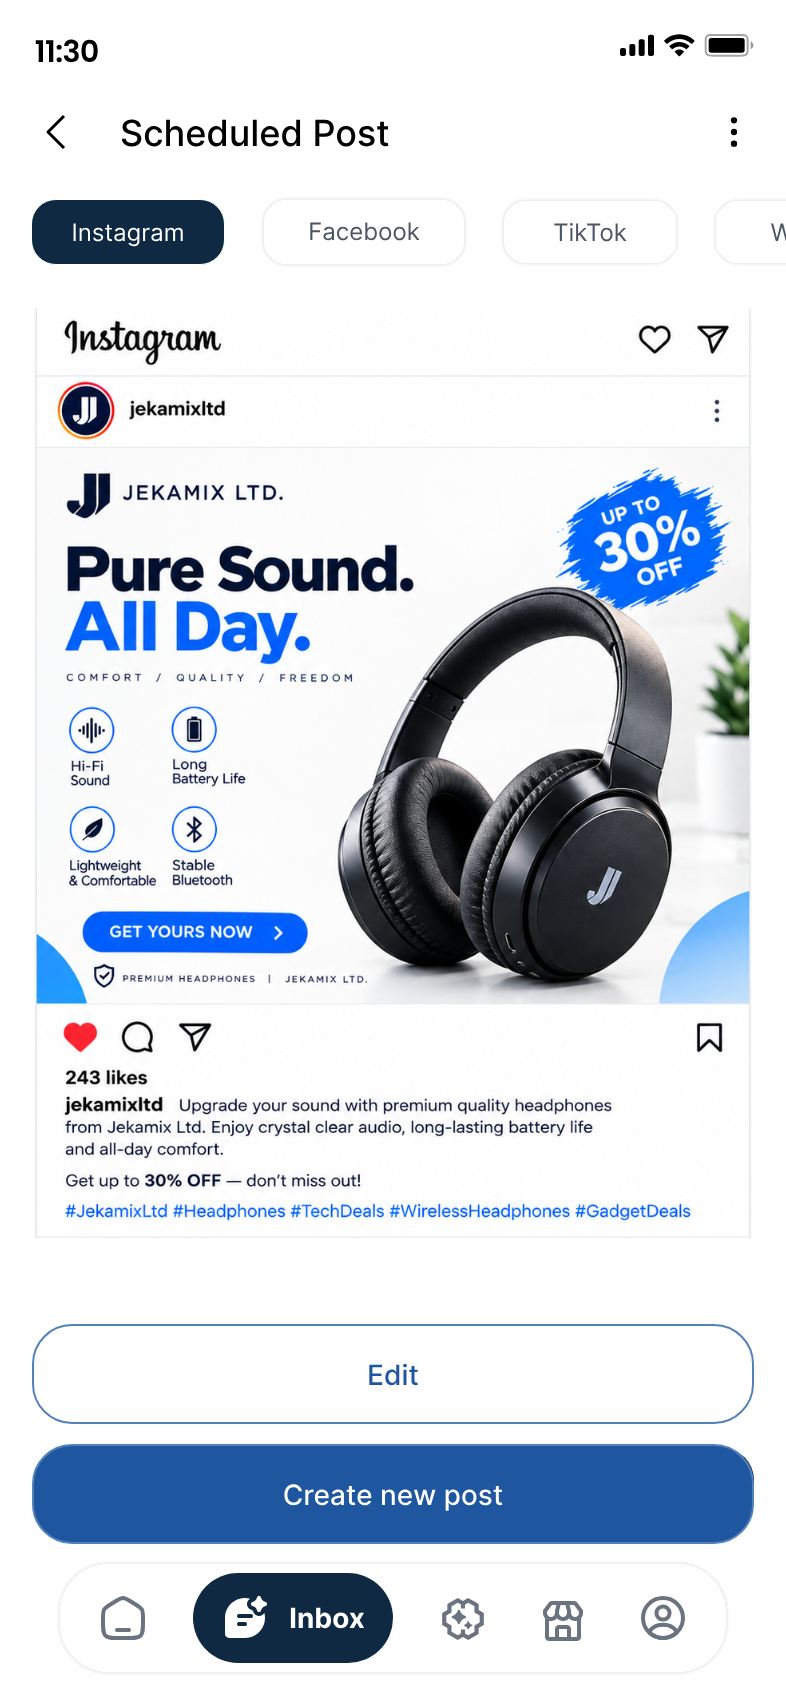 11:30
Scheduled Post
Instagram
Facebook
TikTok
W
Instagram
jekamixltd
JEKAMIX LTD.
UP TO
30%
OFF
Pure Sound.
All Day.
COMFORT / QUALITY / FREEDOM
Hi-Fi
Sound
Long
Battery Life
Lightweight
& Comfortable
Stable
Bluetooth
GET YOURS NOW
PREMIUM HEADPHONES | JEKAMIX LTD.
243 likes
jekamixltd Upgrade your sound with premium quality headphones
from Jekamix Ltd. Enjoy crystal clear audio, long-lasting battery life
and all-day comfort.
Get up to 30% OFF — don't miss out!
#JekamixLtd #Headphones #TechDeals #WirelessHeadphones #GadgetDeals
Edit
Create new post
Inbox